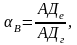 α_B = АД_е / АД_г,